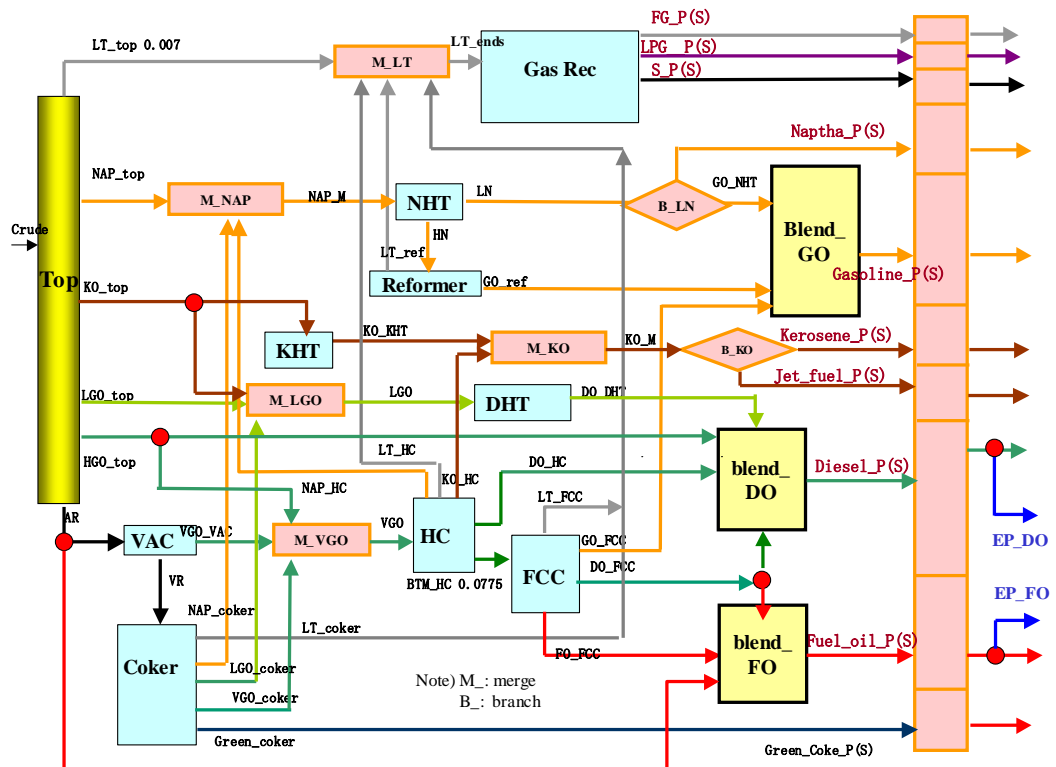 FG_P(S)
LT_top 0.007
LT_ends
LPG P(S)
M_LT
Gas Rec
S_P(S)
Naptha_P(S)
NAP_top
M_NAP
NAP_M
NHT
LN
B_LN
GO_NHT
Crude
HN
Blend_
GO
LT_ref
Top
Gasoline_P(S)
KO_top
Reformer
GO_ref
KO_KHT
KHT
M_KO
KO_M
B_KO
Kerosene_P(S)
Jet_fuel_P(S)
LGO_top
M_LGO
LGO
DHT
DO_DHT
HGO_top
LT_HC
KO_HC
DO_HC
blend_
DO
Diesel_P(S)
NAP_HC
LT_FCC
AR
VAC
VGO_VAC
M_VGO
VGO
HC
GO_FCC
EP_DO
BTM_HC 0.0775
FCC
DO_FCC
VR
NAP_coker
EP_FO
LT_coker
blend_
FO
Fuel_oil_P(S)
Coker
LGO_coker
FO_FCC
VGO_coker
Note) M_: merge
B_: branch
Green_coker
Green_Coke_P(S)